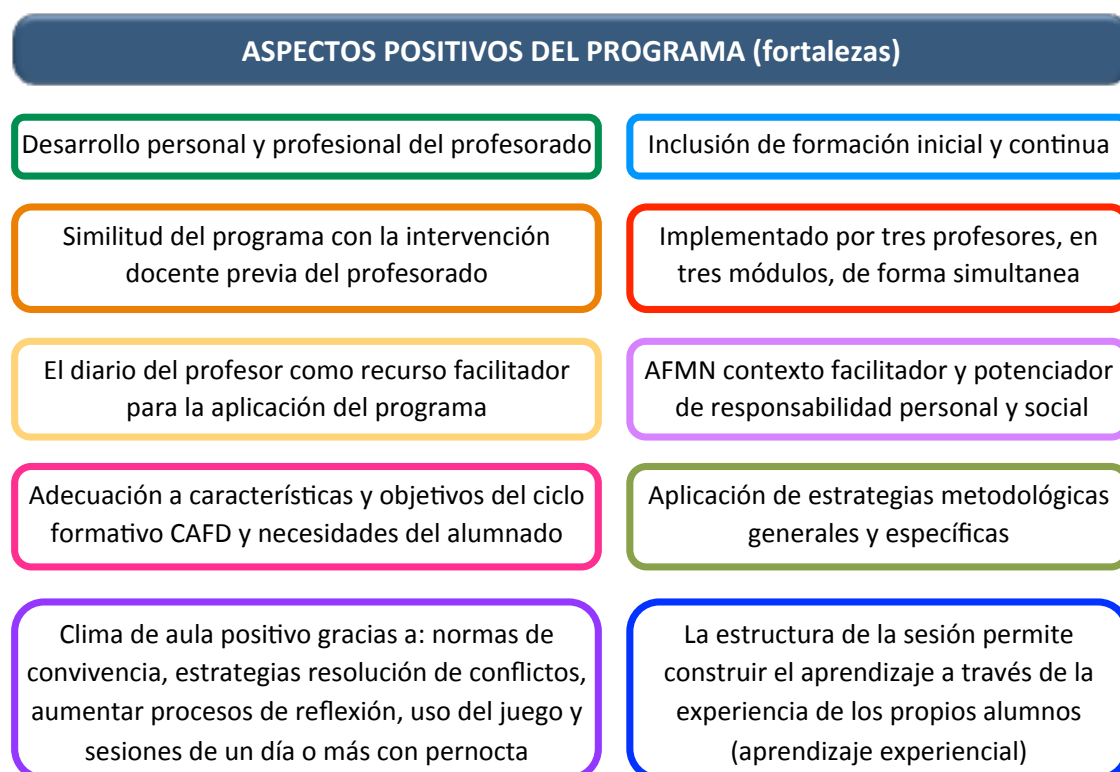 ASPECTOS POSITIVOS DEL PROGRAMA (fortalezas)
Desarrollo personal y profesional del profesorado
Inclusión de formación inicial y continua
Similitud del programa con la intervención
docente previa del profesorado
Implementado por tres profesores, en
tres módulos, de forma simultanea
El diario del profesor como recurso facilitador
para la aplicación del programa
AFMN contexto facilitador y potenciador
de responsabilidad personal y social
Adecuación a características y objetivos del ciclo
formativo CAFD y necesidades del alumnado
Aplicación de estrategias metodológicas
generales y específicas
Clima de aula positivo gracias a: normas de
convivencia, estrategias resolución de conflictos,
aumentar procesos de reflexión, uso del juego y
sesiones de un día o más con pernocta
La estructura de la sesión permite
construir el aprendizaje a través de la
experiencia de los propios alumnos
(aprendizaje experiencial)